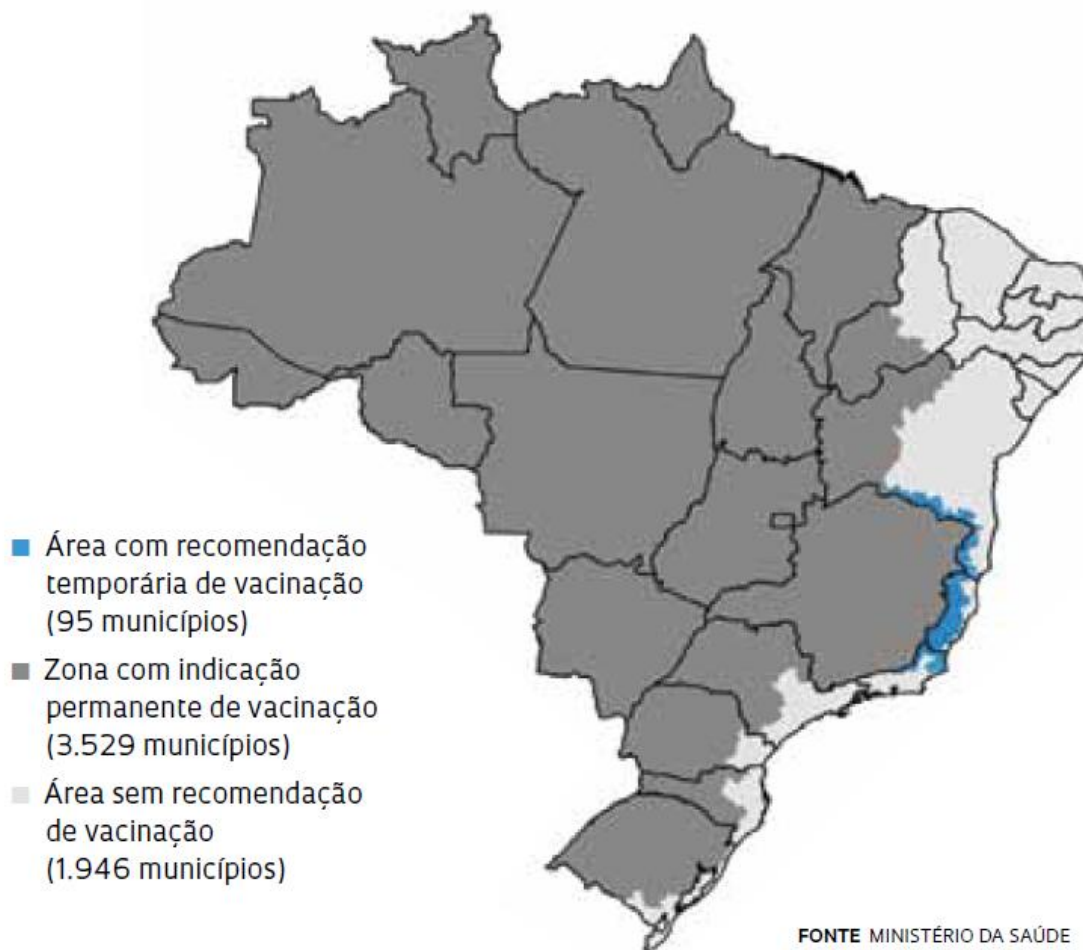 Área com recomendação
temporária de vacinação
(95 municípios)
Zona com indicação
permanente de vacinação
(3.529 municípios)
Área sem recomendação
de vacinação
(1.946 municípios)
FONTE MINISTÉRIO DA SAÚDE